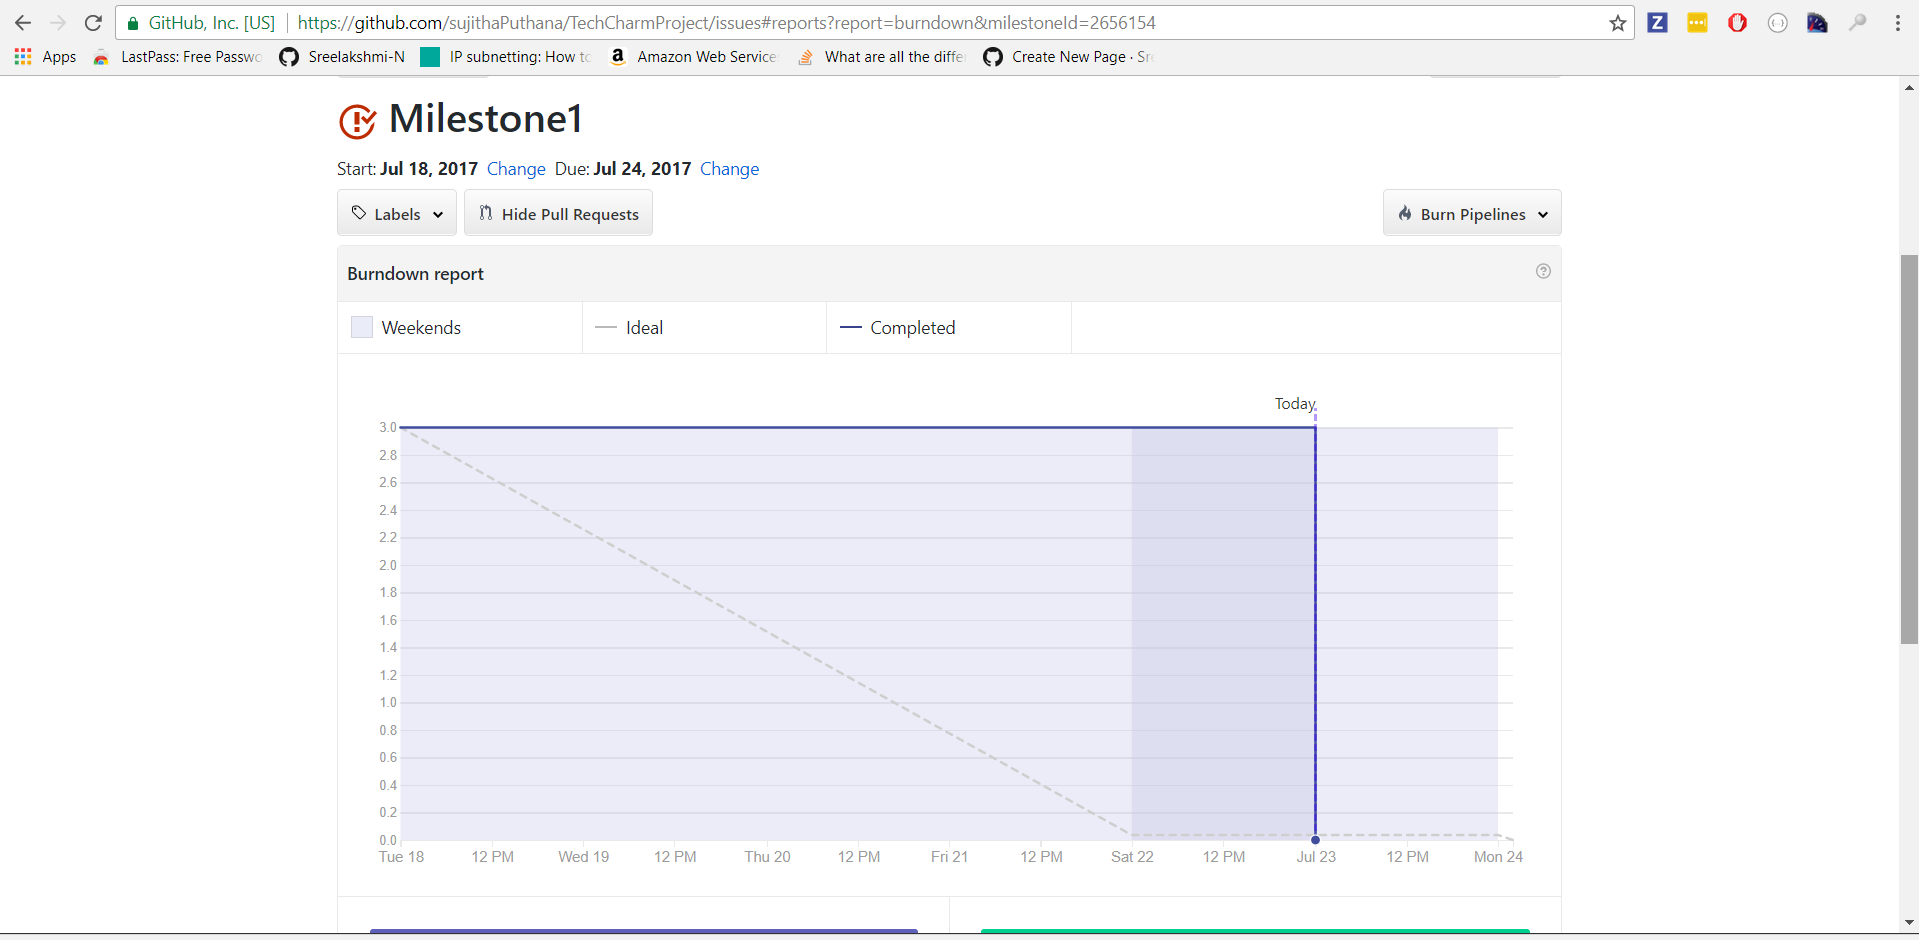 GitHub, Inc. [US] https://github.com/sujithaPuthana/TechCharmProject/issues#reports?report=burndown&milestoneId=2656154
Apps LastPass: Free Passwo Sreelakshmi-N IP subnetting: How to a Amazon Web Service What are all the differ Create New Page · Sre
Milestone1
Start: Jul 18, 2017 Change Due: Jul 24, 2017 Change
Labels Hide Pull Requests Burn Pipelines
Burndown report
Weekends Ideal Completed
Today
3.0
2.8
2.6
2.4
2.2
2.0
1.8
1.6
1.4
1.2
1.0
0.8
0.6
0.4
0.2
0.0
Tue 18 12 PM Wed 19 12 PM Thu 20 12 PM Fri 21 12 PM Sat 22 12 PM Jul 23 12 PM Mon 24